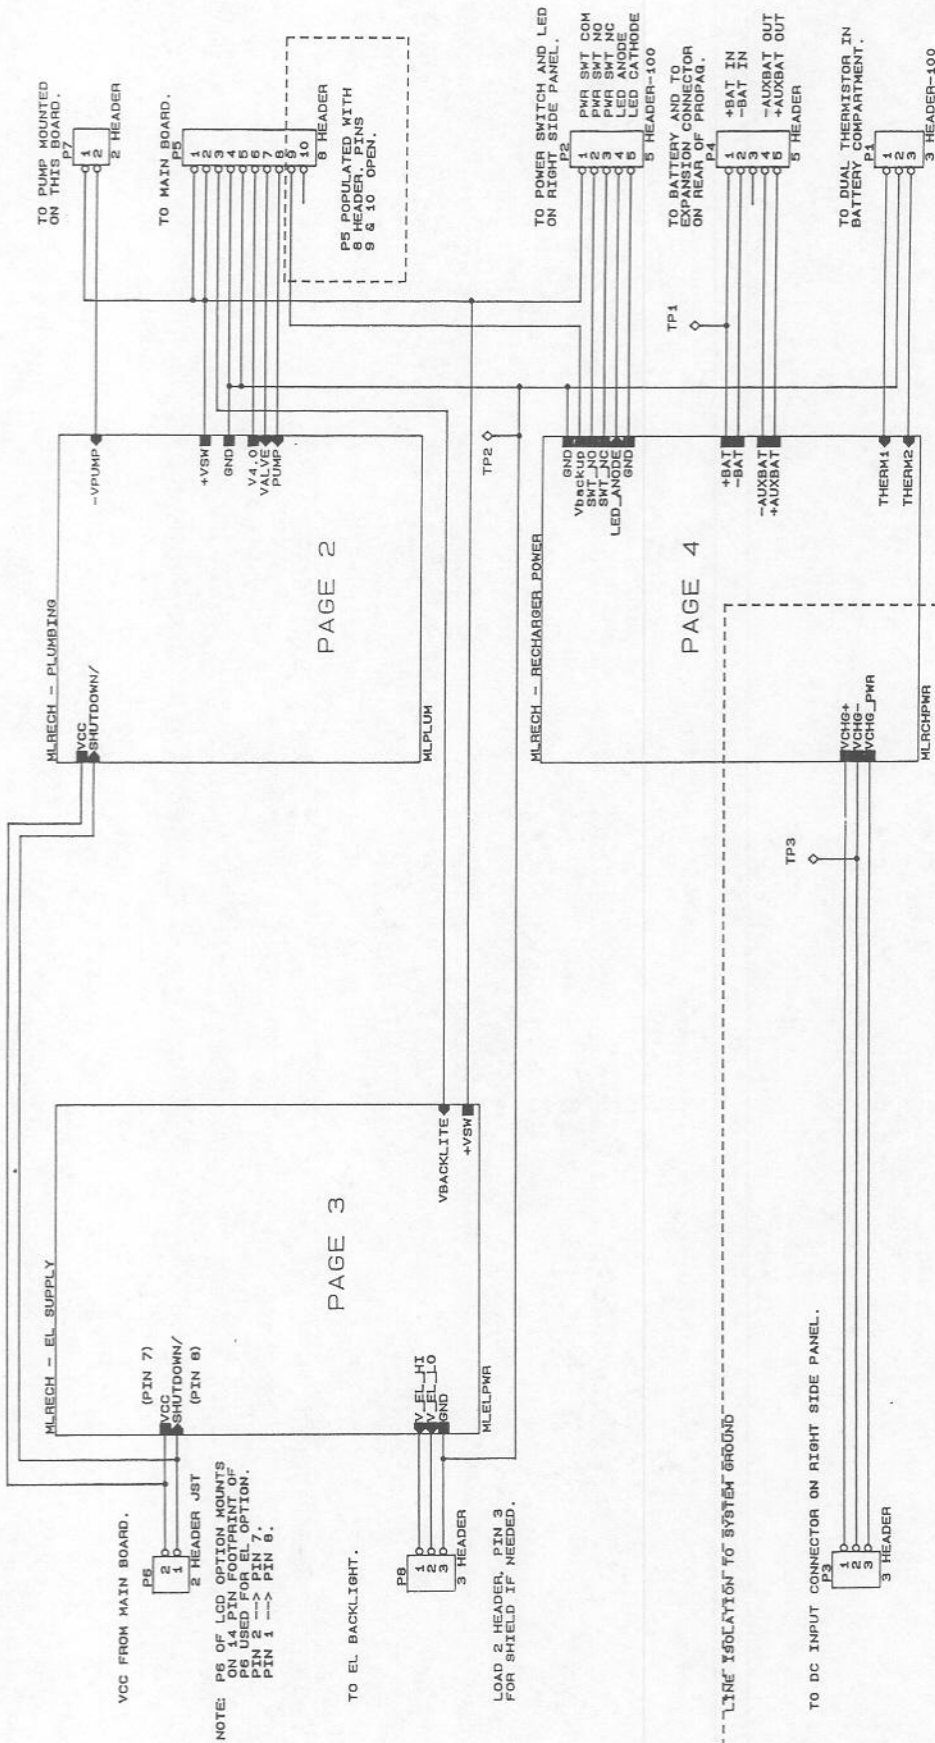 TO PUMP MOUNTED
ON THIS BOARD.
P7
1
2
2 HEADER
TO MAIN BOARD.
P5
1
2
3
4
5
6
7
8
9
10
8 HEADER
P5 POPULATED WITH
8 HEADER. PINS
9 & 10 OPEN.
TO POWER SWITCH AND LED
ON RIGHT SIDE PANEL.
P2
1 PWR SWT COM
2 PWR SWT NO
3 PWR SWT NC
4 LED ANODE
5 LED CATHODE
5 HEADER-100
TO BATTERY AND TO
EXPANSION CONNECTOR
ON REAR OF PROPAQ.
P4
1 +BAT IN
2 -BAT IN
3
4 -AUXBAT OUT
5 +AUXBAT OUT
5 HEADER
TO DUAL THERMISTOR IN
BATTERY COMPARTMENT.
P1
1
2
3
3 HEADER-100
TP1
TP2
MLRECH - PLUMBING
VCC
SHUTDOWN/
-VPUMP
+VSW
GND
V4.0
VALVE
PUMP
PAGE 2
MLPLUM
MLRECH - RECHARGER POWER
GND
Vbackup
SWT_NO
SWT_NC
LED_ANODE
GND
+BAT
-BAT
-AUXBAT
+AUXBAT
THERM1
THERM2
PAGE 4
VCHG+
VCHG-
VCHG_PWR
MLRCHPWR
TP3
MLRECH - EL SUPPLY
(PIN 7)
VCC
SHUTDOWN/
(PIN 8)
PAGE 3
VBACKLITE
+VSW
V_EL_HI
V_EL_LO
GND
MLELPWR
VCC FROM MAIN BOARD.
P6
2
1
2 HEADER JST
NOTE: P6 OF LCD OPTION MOUNTS
ON 14 PIN FOOTPRINT OF
P6 USED FOR EL OPTION.
PIN 2 --> PIN 7.
PIN 1 --> PIN 8.
TO EL BACKLIGHT.
P8
1
2
3
3 HEADER
LOAD 2 HEADER, PIN 3
FOR SHIELD IF NEEDED.
LINE ISOLATION TO SYSTEM GROUND
TO DC INPUT CONNECTOR ON RIGHT SIDE PANEL.
P3
1
2
3
3 HEADER